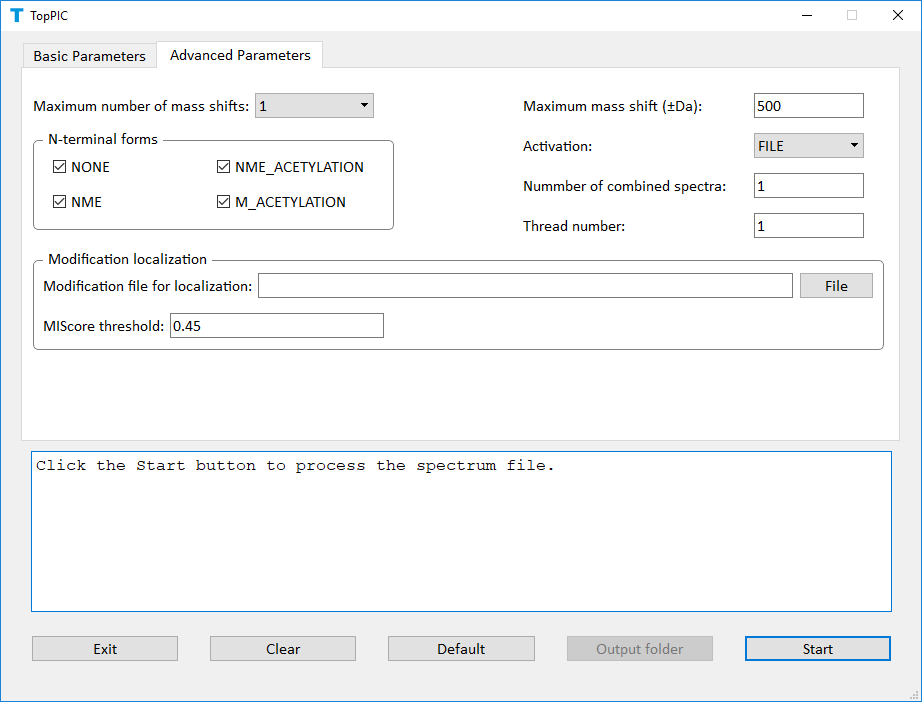 TopPIC
Basic Parameters Advanced Parameters
Maximum number of mass shifts: 1
Maximum mass shift (±Da): 500
N-terminal forms
NONE NME_ACETYLATION
NME M_ACETYLATION
Activation: FILE
Nummber of combined spectra: 1
Thread number: 1
Modification localization
Modification file for localization: File
MIScore threshold: 0.45
Click the Start button to process the spectrum file.
Exit Clear Default Output folder Start